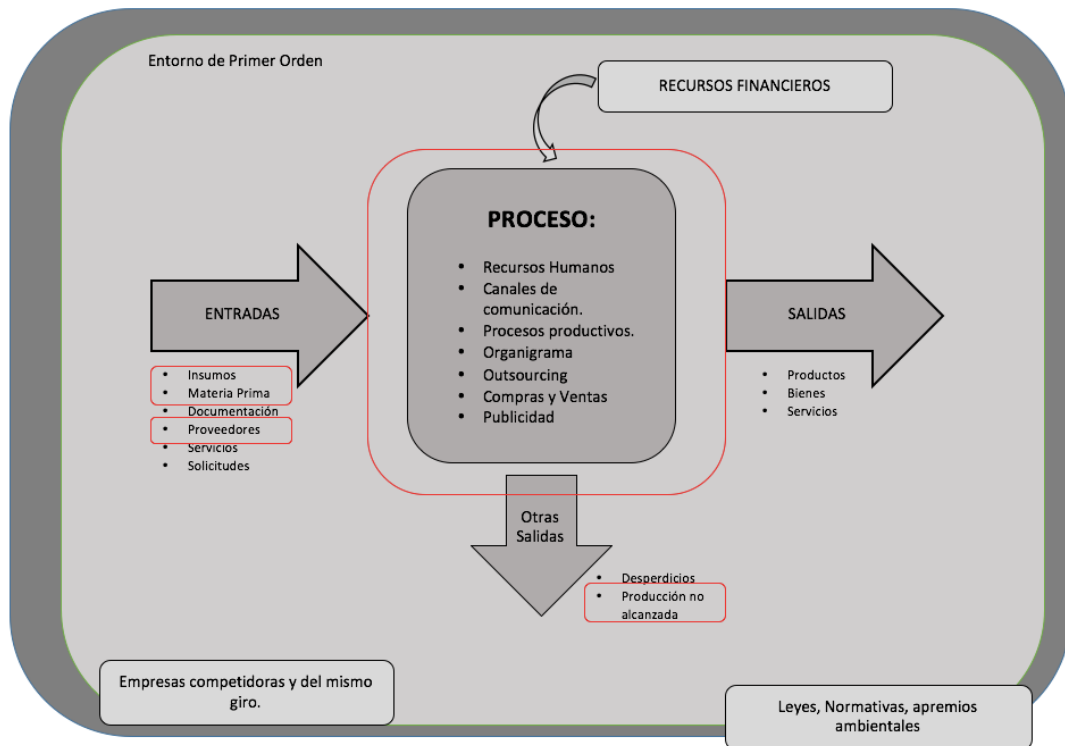 Entorno de Primer Orden
RECURSOS FINANCIEROS
PROCESO:
• Recursos Humanos
• Canales de
comunicación.
• Procesos productivos.
• Organigrama
• Outsourcing
• Compras y Ventas
• Publicidad
ENTRADAS
• Insumos
• Materia Prima
• Documentación
• Proveedores
• Servicios
• Solicitudes
SALIDAS
• Productos
• Bienes
• Servicios
Otras
Salidas
• Desperdicios
• Producción no
alcanzada
Empresas competidoras y del mismo
giro.
Leyes, Normativas, apremios
ambientales